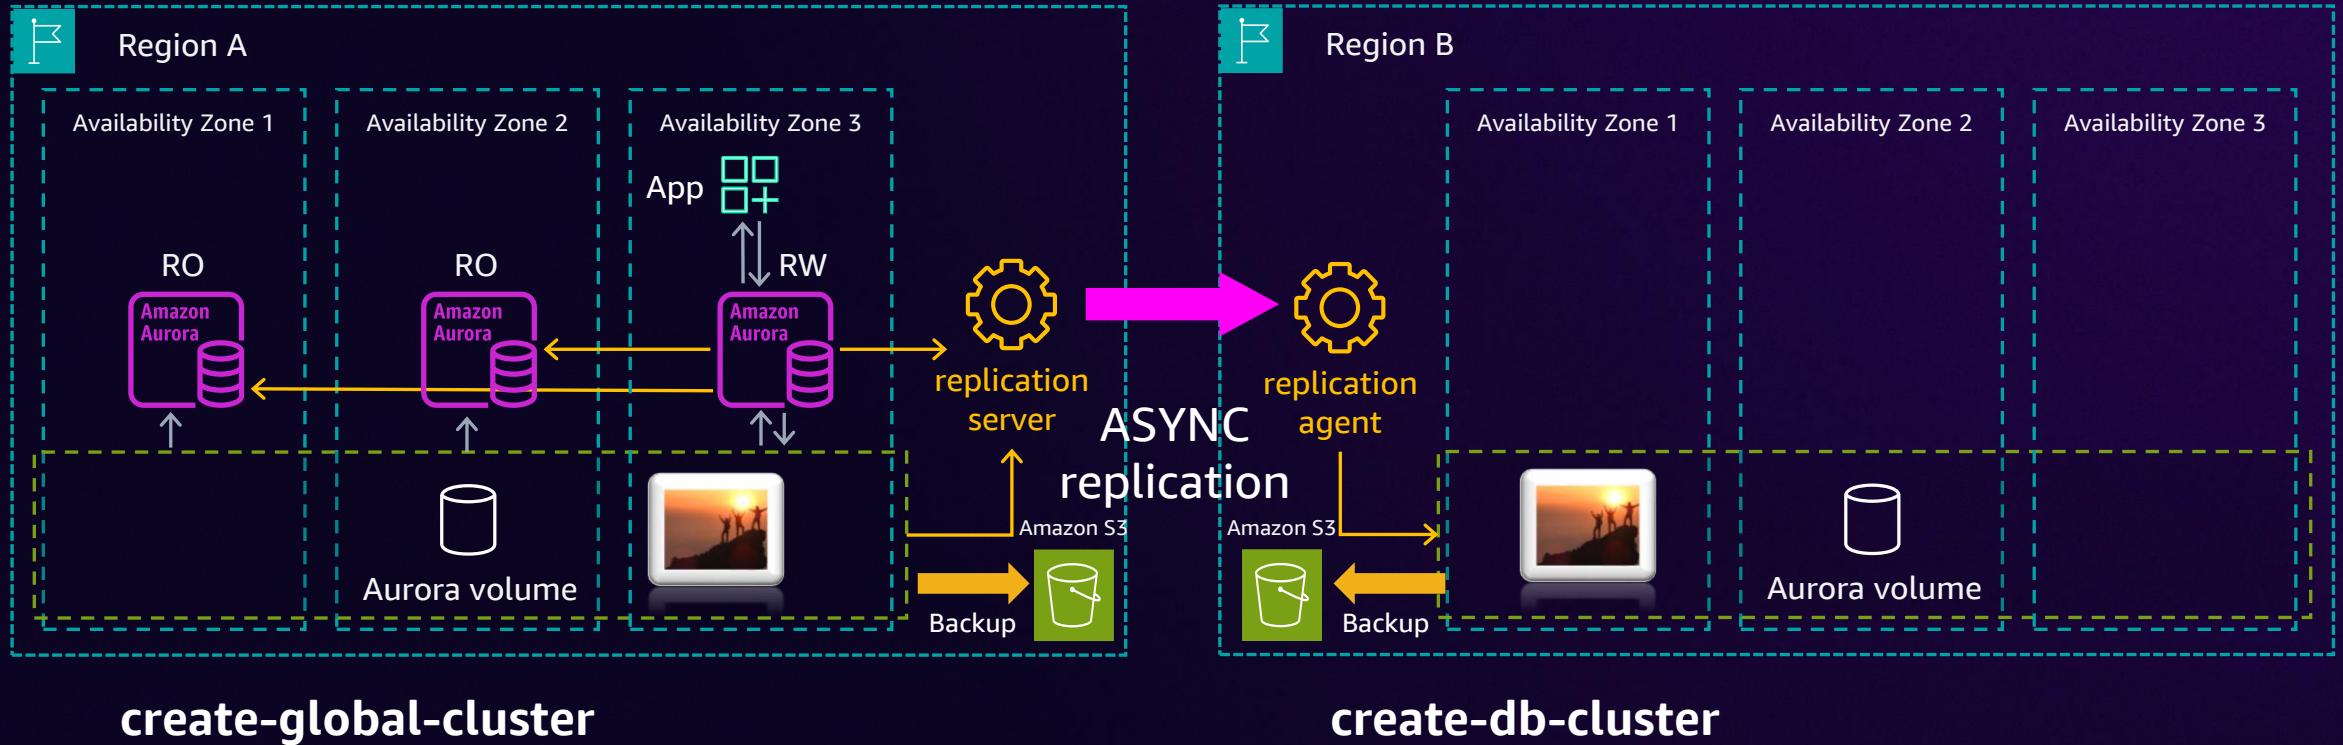 Region A
Availability Zone 1
Availability Zone 2
Availability Zone 3
App
RO
RO
RW
Amazon
Aurora
Amazon
Aurora
Amazon
Aurora
replication
server
Aurora volume
Amazon S3
Backup
ASYNC
replication
Region B
Availability Zone 1
Availability Zone 2
Availability Zone 3
replication
agent
Amazon S3
Backup
Aurora volume
create-global-cluster
create-db-cluster